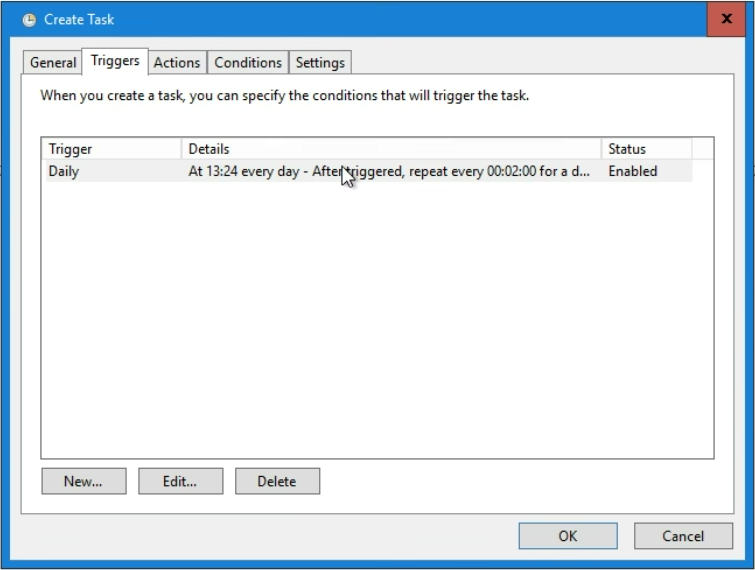 Create Task
x
General Triggers Actions Conditions Settings
When you create a task, you can specify the conditions that will trigger the task.
Trigger Details Status
Daily At 13:24 every day - After triggered, repeat every 00:02:00 for a d... Enabled
New... Edit... Delete
OK Cancel